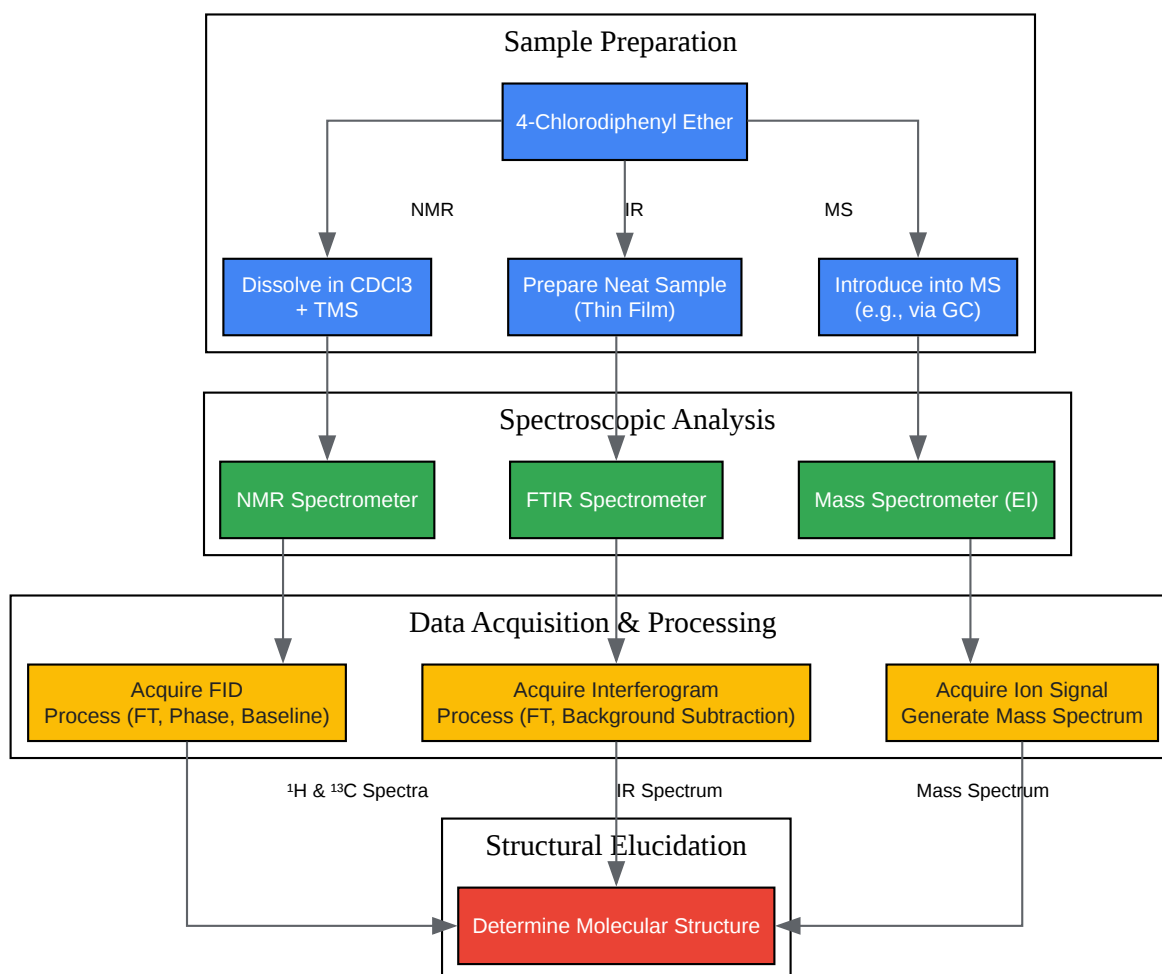 Sample Preparation
4-Chlorodiphenyl Ether
NMR
IR
MS
Dissolve in CDCl3
+ TMS
Prepare Neat Sample
(Thin Film)
Introduce into MS
(e.g., via GC)
Spectroscopic Analysis
NMR Spectrometer
FTIR Spectrometer
Mass Spectrometer (EI)
Data Acquisition & Processing
Acquire FID
Process (FT, Phase, Baseline)
Acquire Interferogram
Process (FT, Background Subtraction)
Acquire Ion Signal
Generate Mass Spectrum
¹H & ¹³C Spectra
IR Spectrum
Mass Spectrum
Structural Elucidation
Determine Molecular Structure